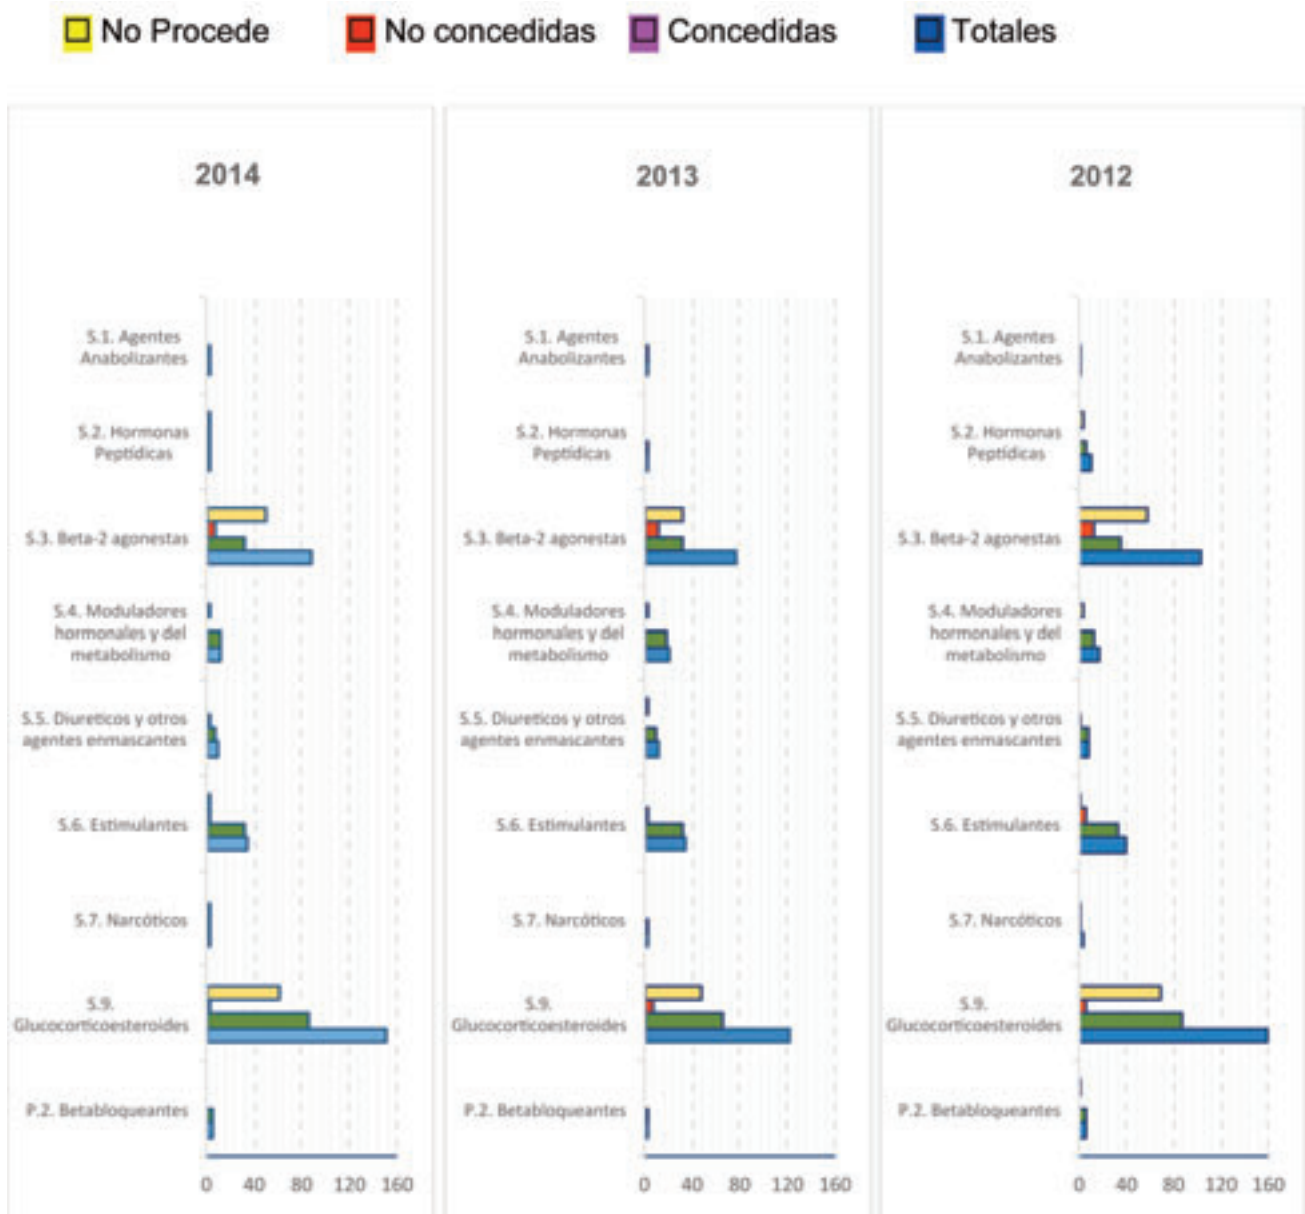 No Procede No concedidas Concedidas Totales
2014
S.1. Agentes
Anabolizantes
S.2. Hormonas
Peptídicas
S.3. Beta-2 agonestas
S.4. Moduladores
hormonales y del
metabolismo
S.5. Diureticos y otros
agentes enmascantes
S.6. Estimulantes
S.7. Narcóticos
S.9.
Glucocorticoesteroides
P.2. Betabloqueantes
0 40 80 120 160
2013
S.1. Agentes
Anabolizantes
S.2. Hormonas
Peptídicas
S.3. Beta-2 agonestas
S.4. Moduladores
hormonales y del
metabolismo
S.5. Diureticos y otros
agentes enmascantes
S.6. Estimulantes
S.7. Narcóticos
S.9.
Glucocorticoesteroides
P.2. Betabloqueantes
0 40 80 120 160
2012
S.1. Agentes
Anabolizantes
S.2. Hormonas
Peptídicas
S.3. Beta-2 agonestas
S.4. Moduladores
hormonales y del
metabolismo
S.5. Diureticos y otros
agentes enmascantes
S.6. Estimulantes
S.7. Narcóticos
S.9.
Glucocorticoesteroides
P.2. Betabloqueantes
0 40 80 120 160